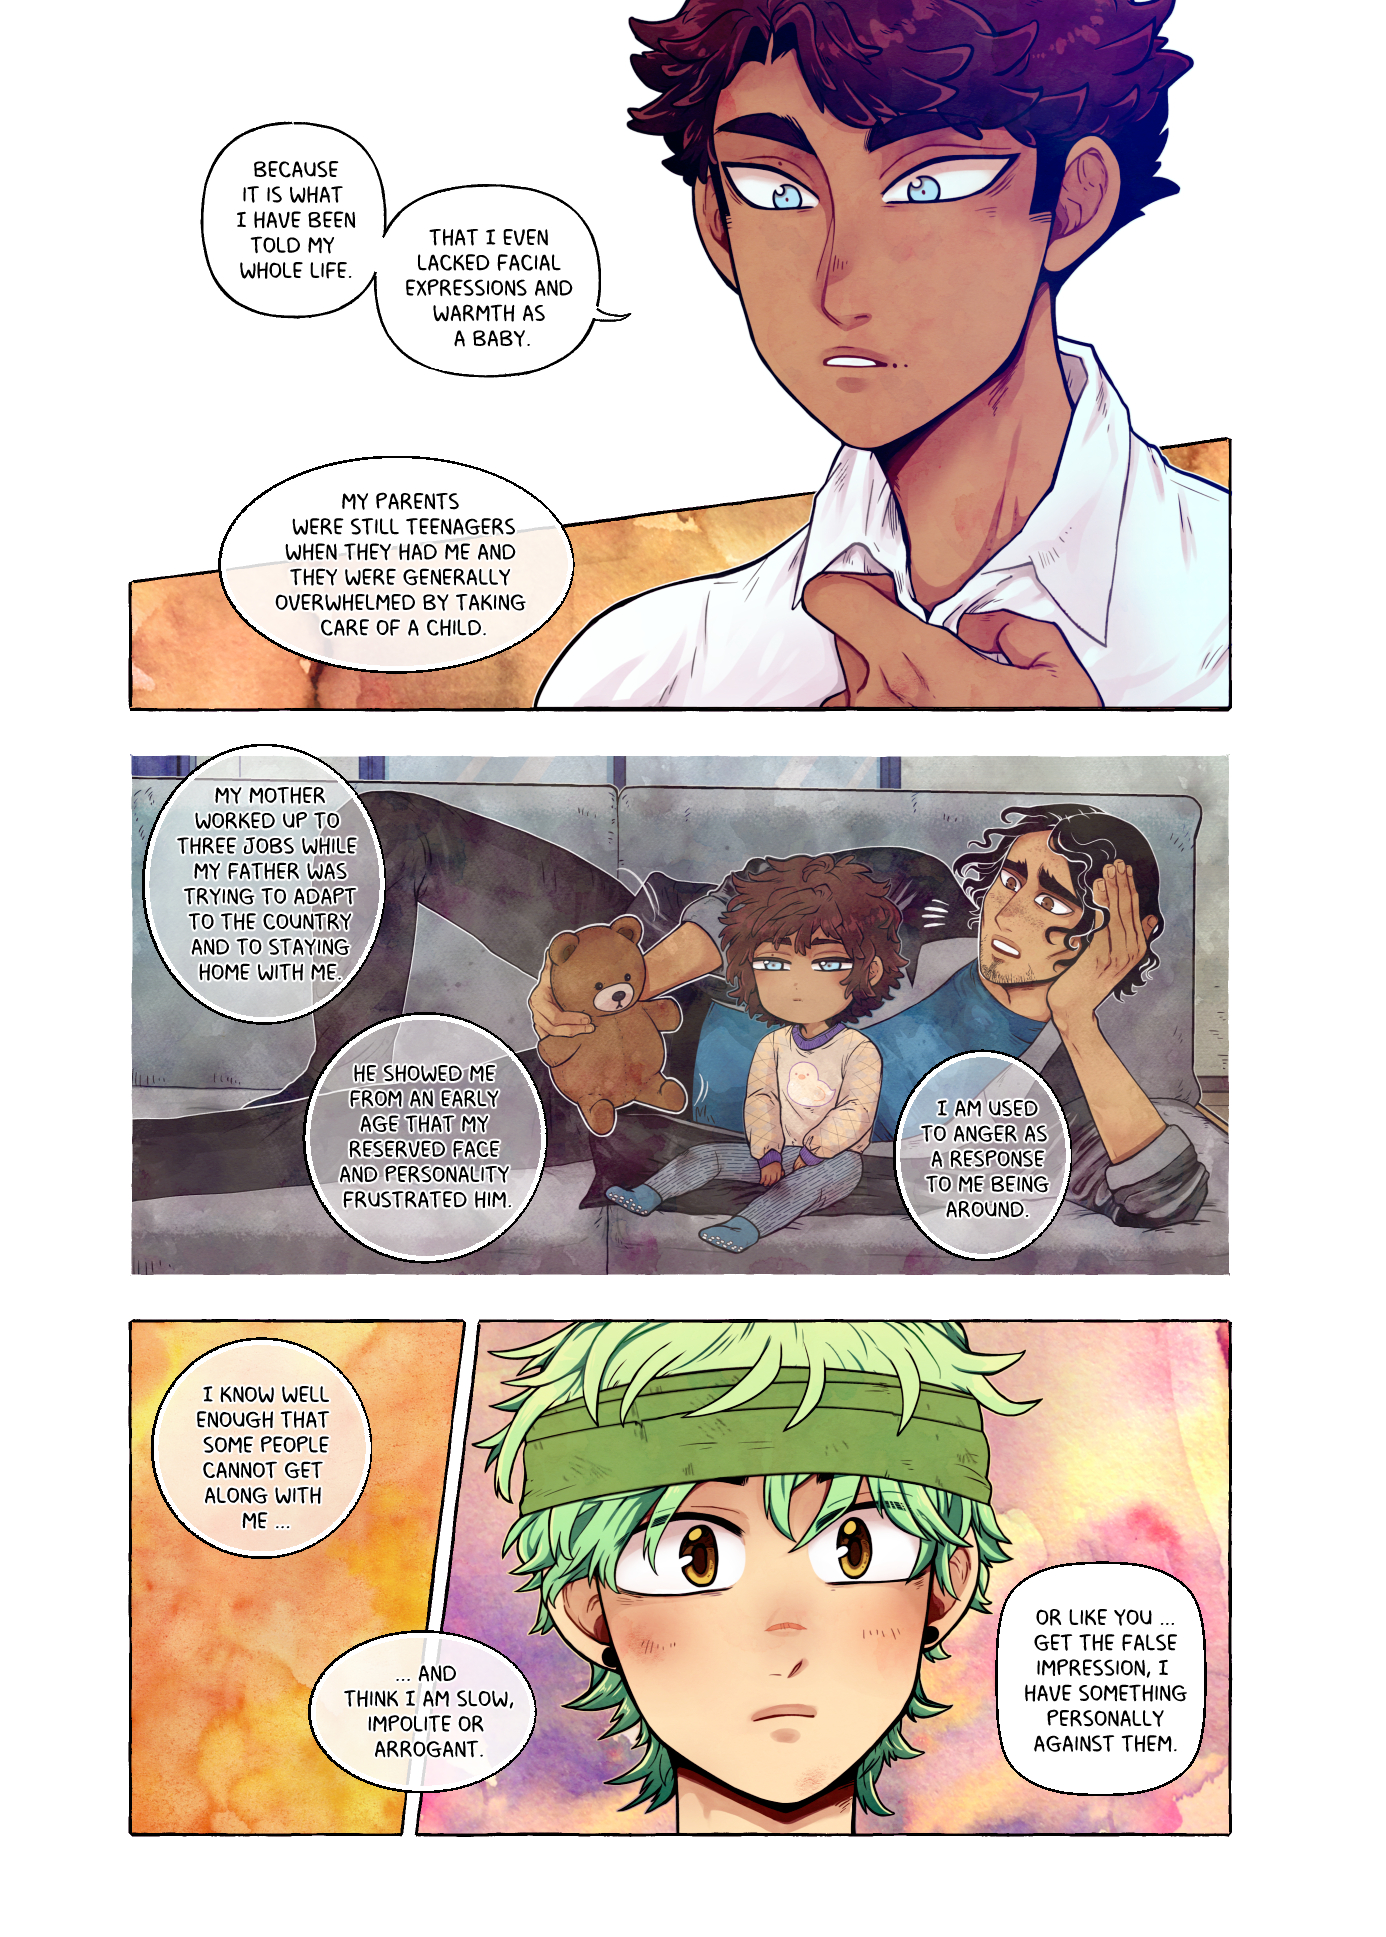 BECAUSE
IT IS WHAT
I HAVE BEEN
TOLD MY
WHOLE LIFE.
THAT I EVEN
LACKED FACIAL
EXPRESSIONS AND
WARMTH AS
A BABY.
MY PARENTS
WERE STILL TEENAGERS
WHEN THEY HAD ME AND
THEY WERE GENERALLY
OVERWHELMED BY TAKING
CARE OF A CHILD.
MY MOTHER
WORKED UP TO
THREE JOBS WHILE
MY FATHER WAS
TRYING TO ADAPT
TO THE COUNTRY
AND TO STAYING
HOME WITH ME.
HE SHOWED ME
FROM AN EARLY
AGE THAT MY
RESERVED FACE
AND PERSONALITY
FRUSTRATED HIM.
I AM USED
TO ANGER AS
A RESPONSE
TO ME BEING
AROUND.
I KNOW WELL
ENOUGH THAT
SOME PEOPLE
CANNOT GET
ALONG WITH
ME ...
... AND
THINK I AM SLOW,
IMPOLITE OR
ARROGANT.
OR LIKE YOU ...
GET THE FALSE
IMPRESSION, I
HAVE SOMETHING
PERSONALLY
AGAINST THEM.